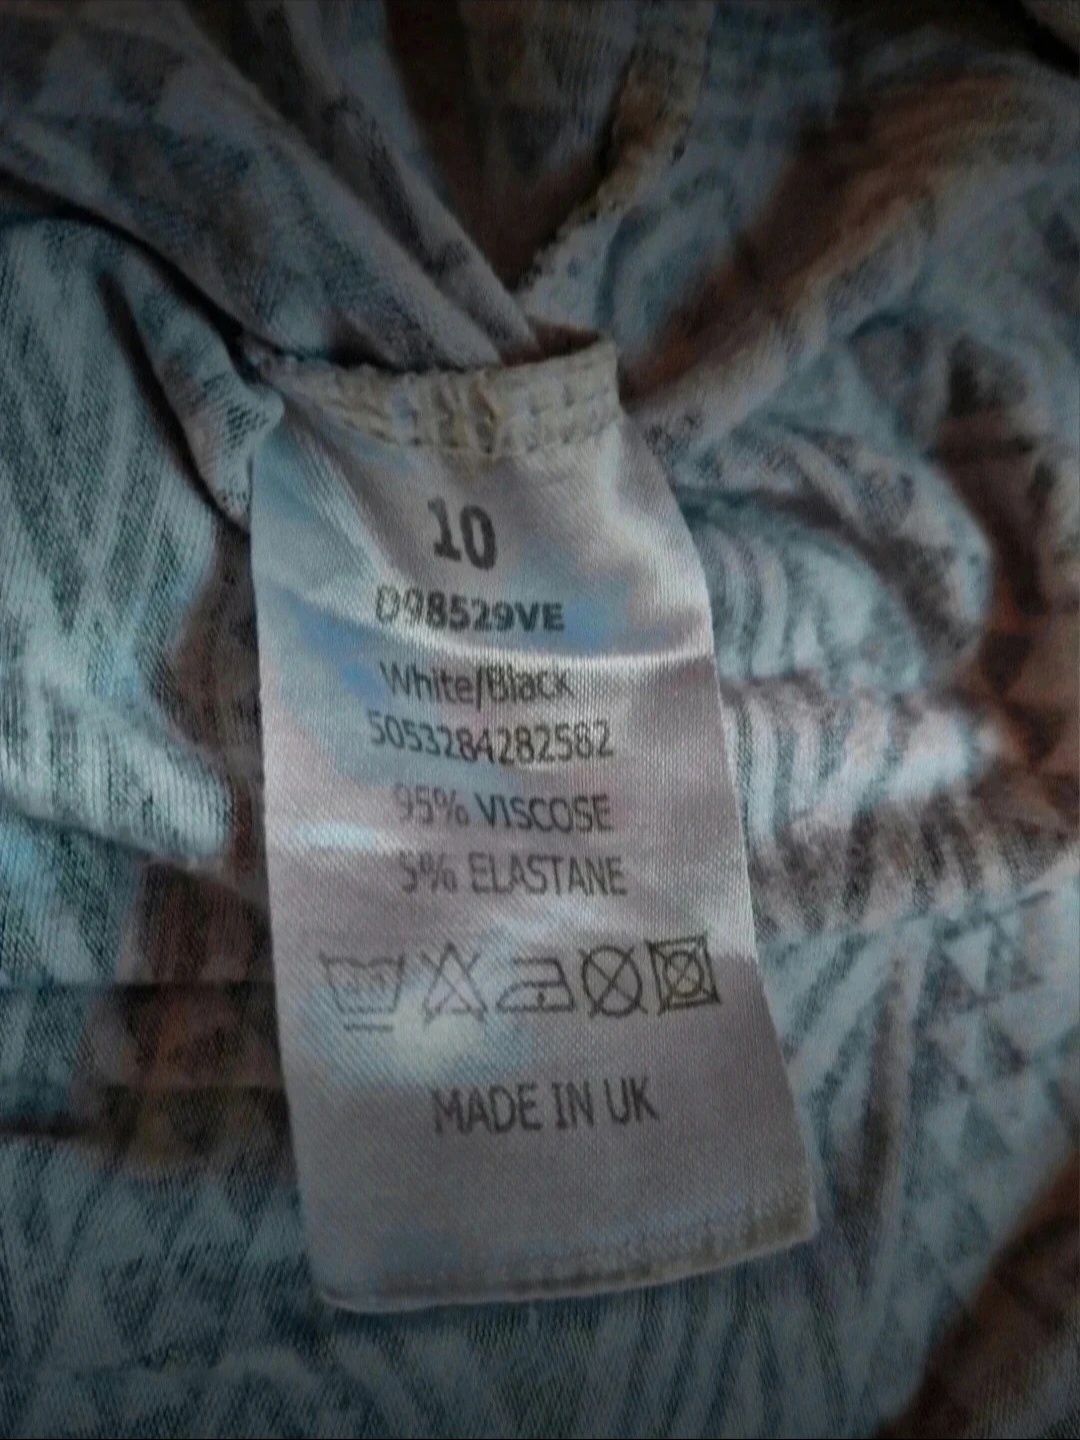 10
D98529VE
White/Black
5053284282582
95% VISCOSE
5% ELASTANE
MADE IN UK